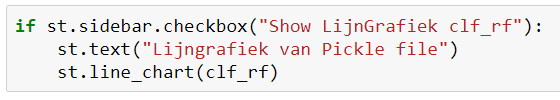 if st.sidebar.checkbox("Show LijnGrafiek clf_rf"):
    st.text("Lijngrafiek van Pickle file")
    st.line_chart(clf_rf)